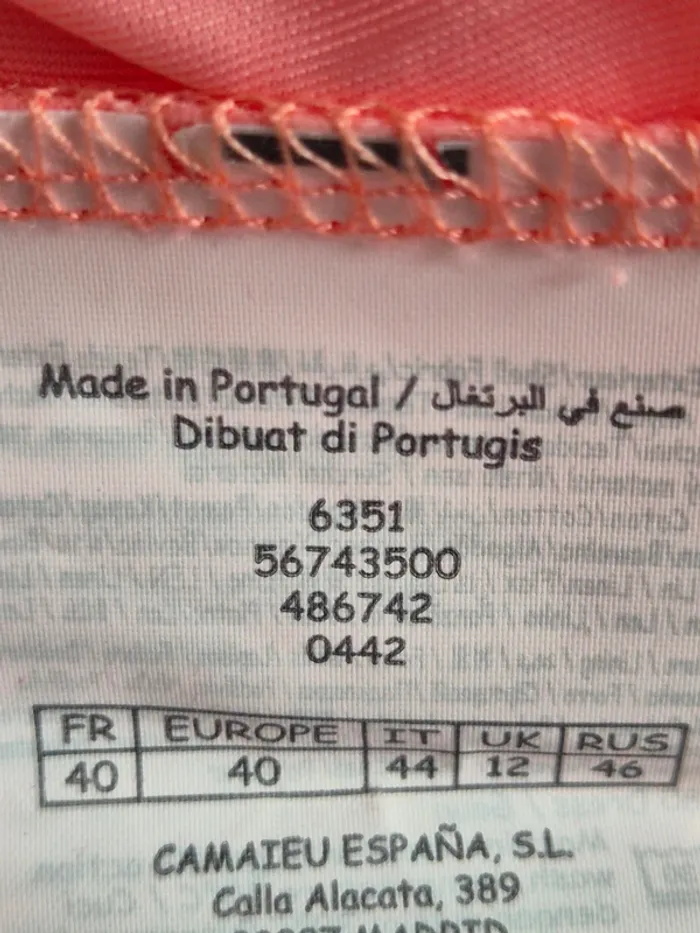 Made in Portugal / صنع في البرتغال
Dibuat di Portugis
6351
56743500
486742
0442
FR EUROPE IT UK RUS
40 40 44 12 46
CAMAIEU ESPAÑA, S.L.
Calla Alacata, 389
MADRID